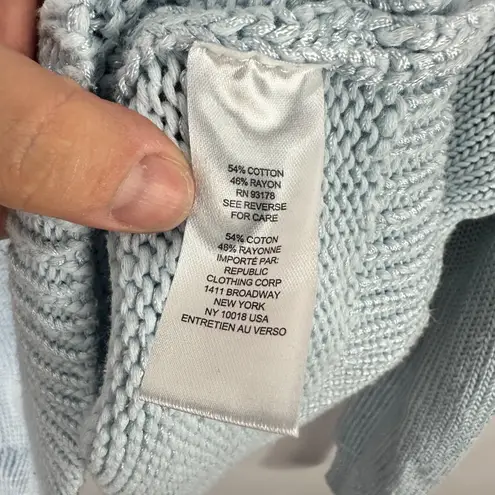 54% COTTON
46% RAYON
RN 93178
SEE REVERSE
FOR CARE
54% COTON
46% RAYONNE
IMPORTÉ PAR:
REPUBLIC
CLOTHING CORP
1411 BROADWAY
NEW YORK
NY 10018 USA
ENTRETIEN AU VERSO